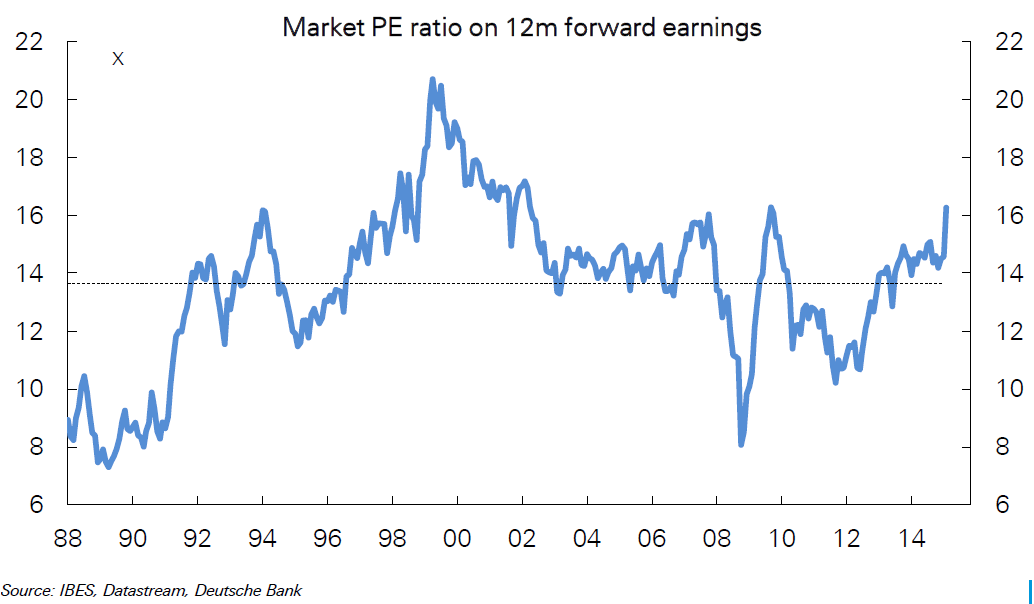 Market PE ratio on 12m forward earnings
22 22
X
20 20
18 18
16 16
14 14
12 12
10 10
8 8
6 6
88 90 92 94 96 98 00 02 04 06 08 10 12 14
Source: IBES, Datastream, Deutsche Bank